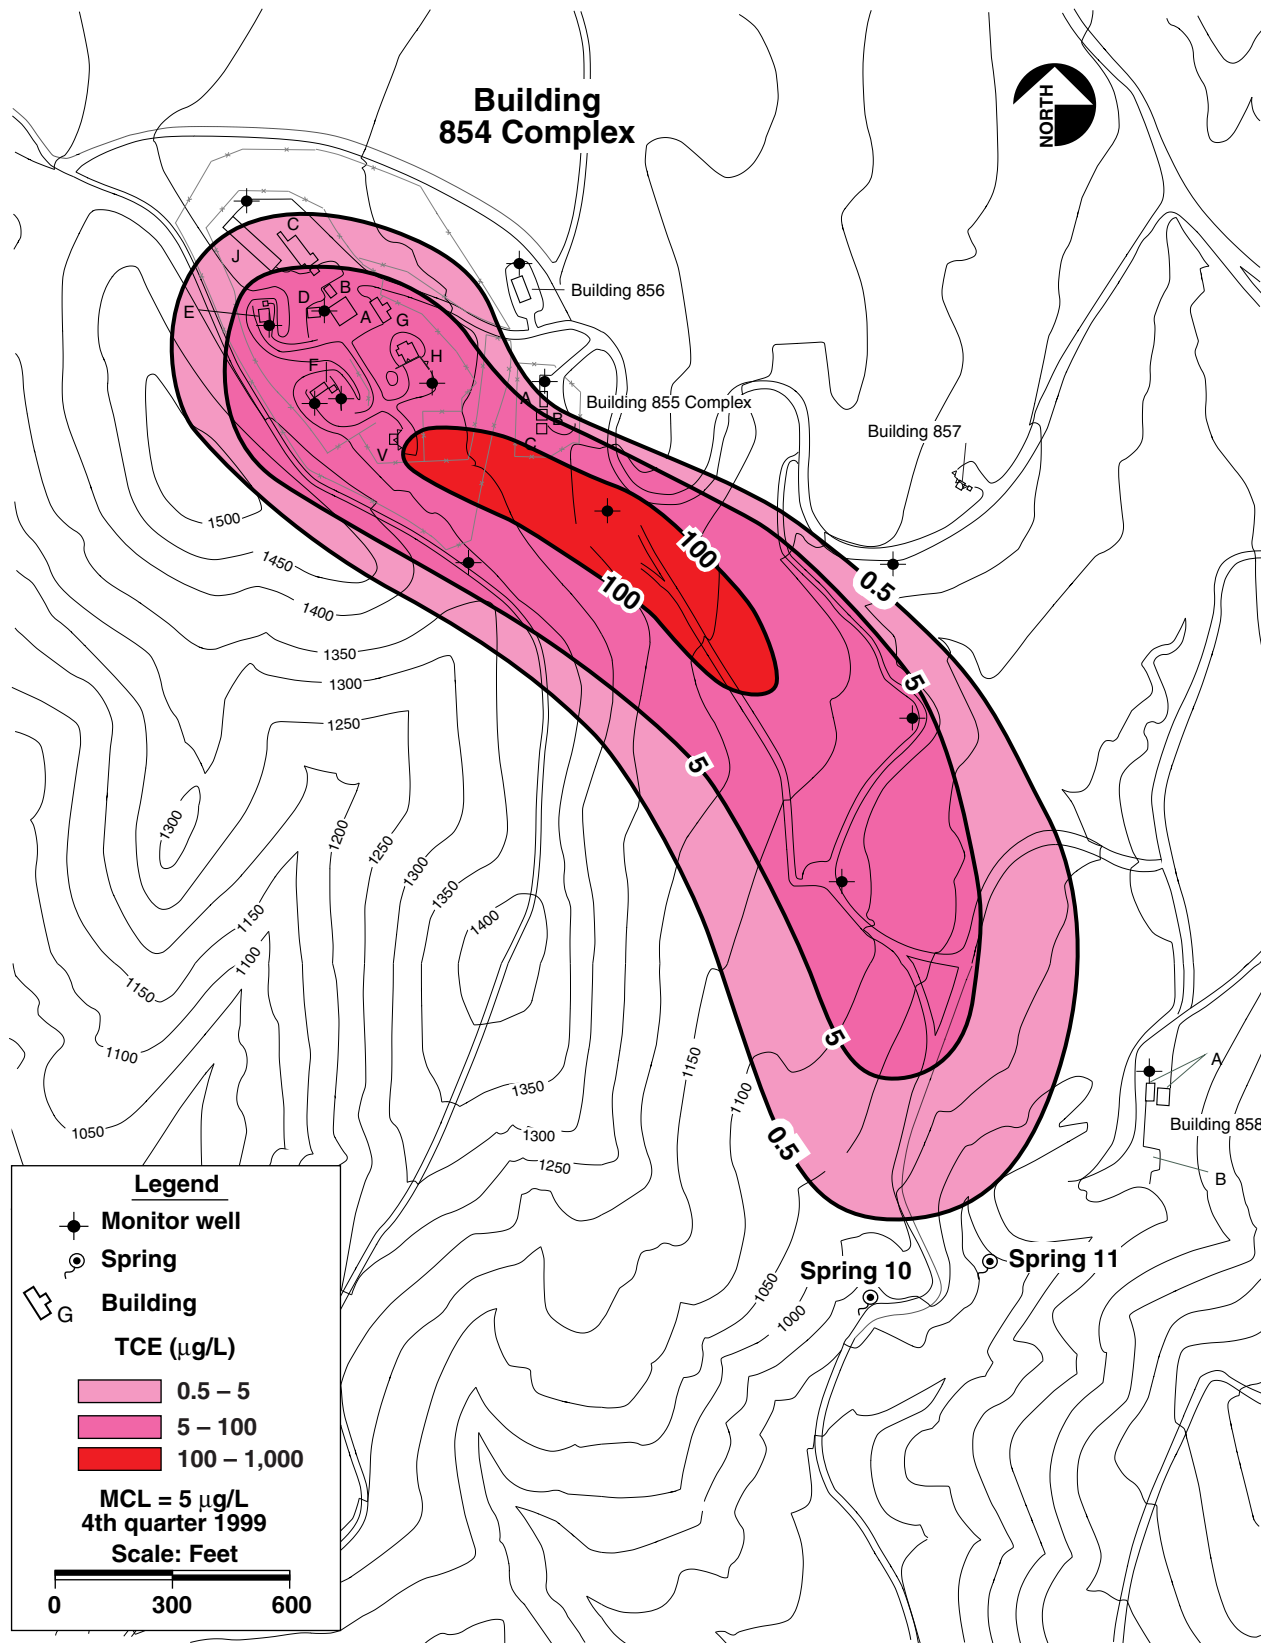 Building
854 Complex
NORTH
C
J
Building 856
B
D
E
A
G
H
F
A
Building 855 Complex
B
C
V
Building 857
1500
1450
1400
1350
1300
1250
100
100
0.5
5
5
5
0.5
1300
1200
1250
1300
1350
1400
1150
1100
1150
1100
1050
1350
1300
1250
1150
1100
1050
1000
A
Building 858
B
Spring 10
Spring 11
Legend
Monitor well
Spring
G
Building
TCE (µg/L)
0.5 – 5
5 – 100
100 – 1,000
MCL = 5 µg/L
4th quarter 1999
Scale: Feet
0 300 600